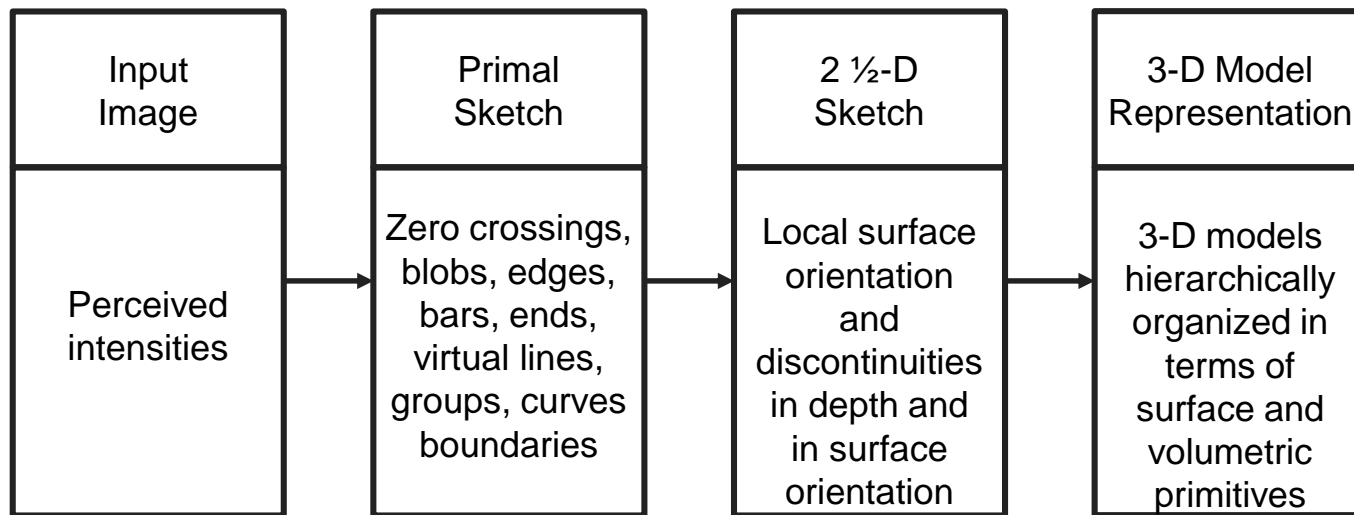 Input
Image
Perceived
intensities
Primal
Sketch
Zero crossings,
blobs, edges,
bars, ends,
virtual lines,
groups, curves
boundaries
2 ½-D
Sketch
Local surface
orientation
and
discontinuities
in depth and
in surface
orientation
3-D Model
Representation
3-D models
hierarchically
organized in
terms of
surface and
volumetric
primitives